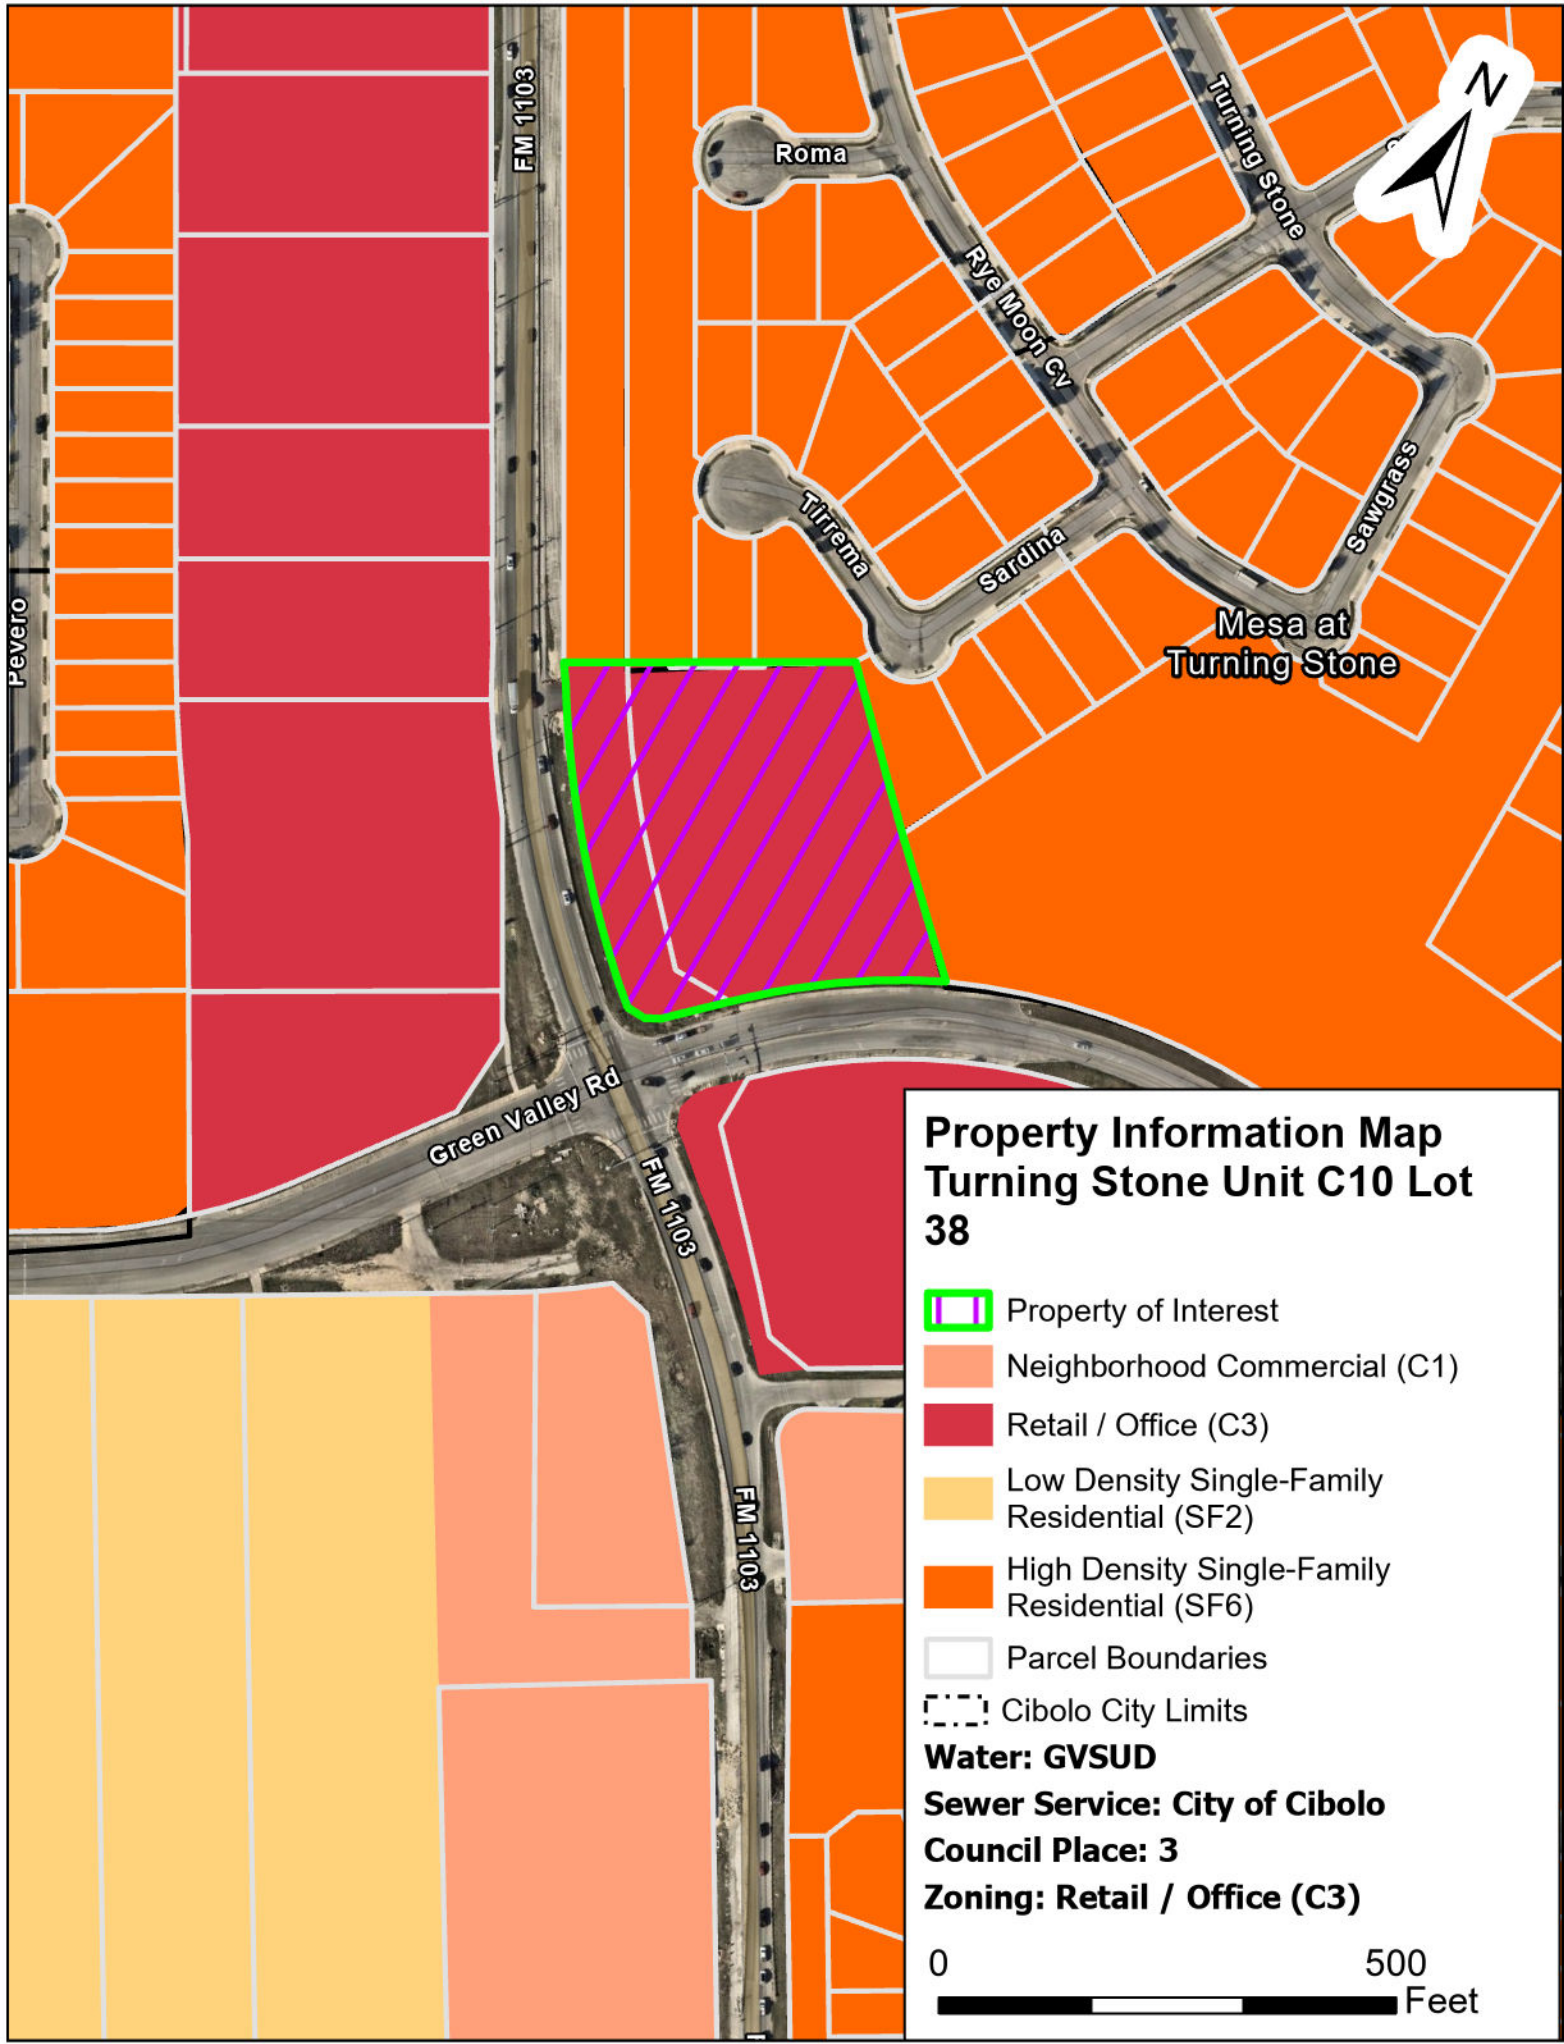 FM 1103
Roma
Turning Stone
N
Rye Moon Cv
Tirrema
Sardina
Sawgrass
Pevero
Mesa at
Turning Stone
Green Valley Rd
FM 1103
FM 1103
Property Information Map
Turning Stone Unit C10 Lot
38
Property of Interest
Neighborhood Commercial (C1)
Retail / Office (C3)
Low Density Single-Family
Residential (SF2)
High Density Single-Family
Residential (SF6)
Parcel Boundaries
Cibolo City Limits
Water: GVSUD
Sewer Service: City of Cibolo
Council Place: 3
Zoning: Retail / Office (C3)
0 500
Feet